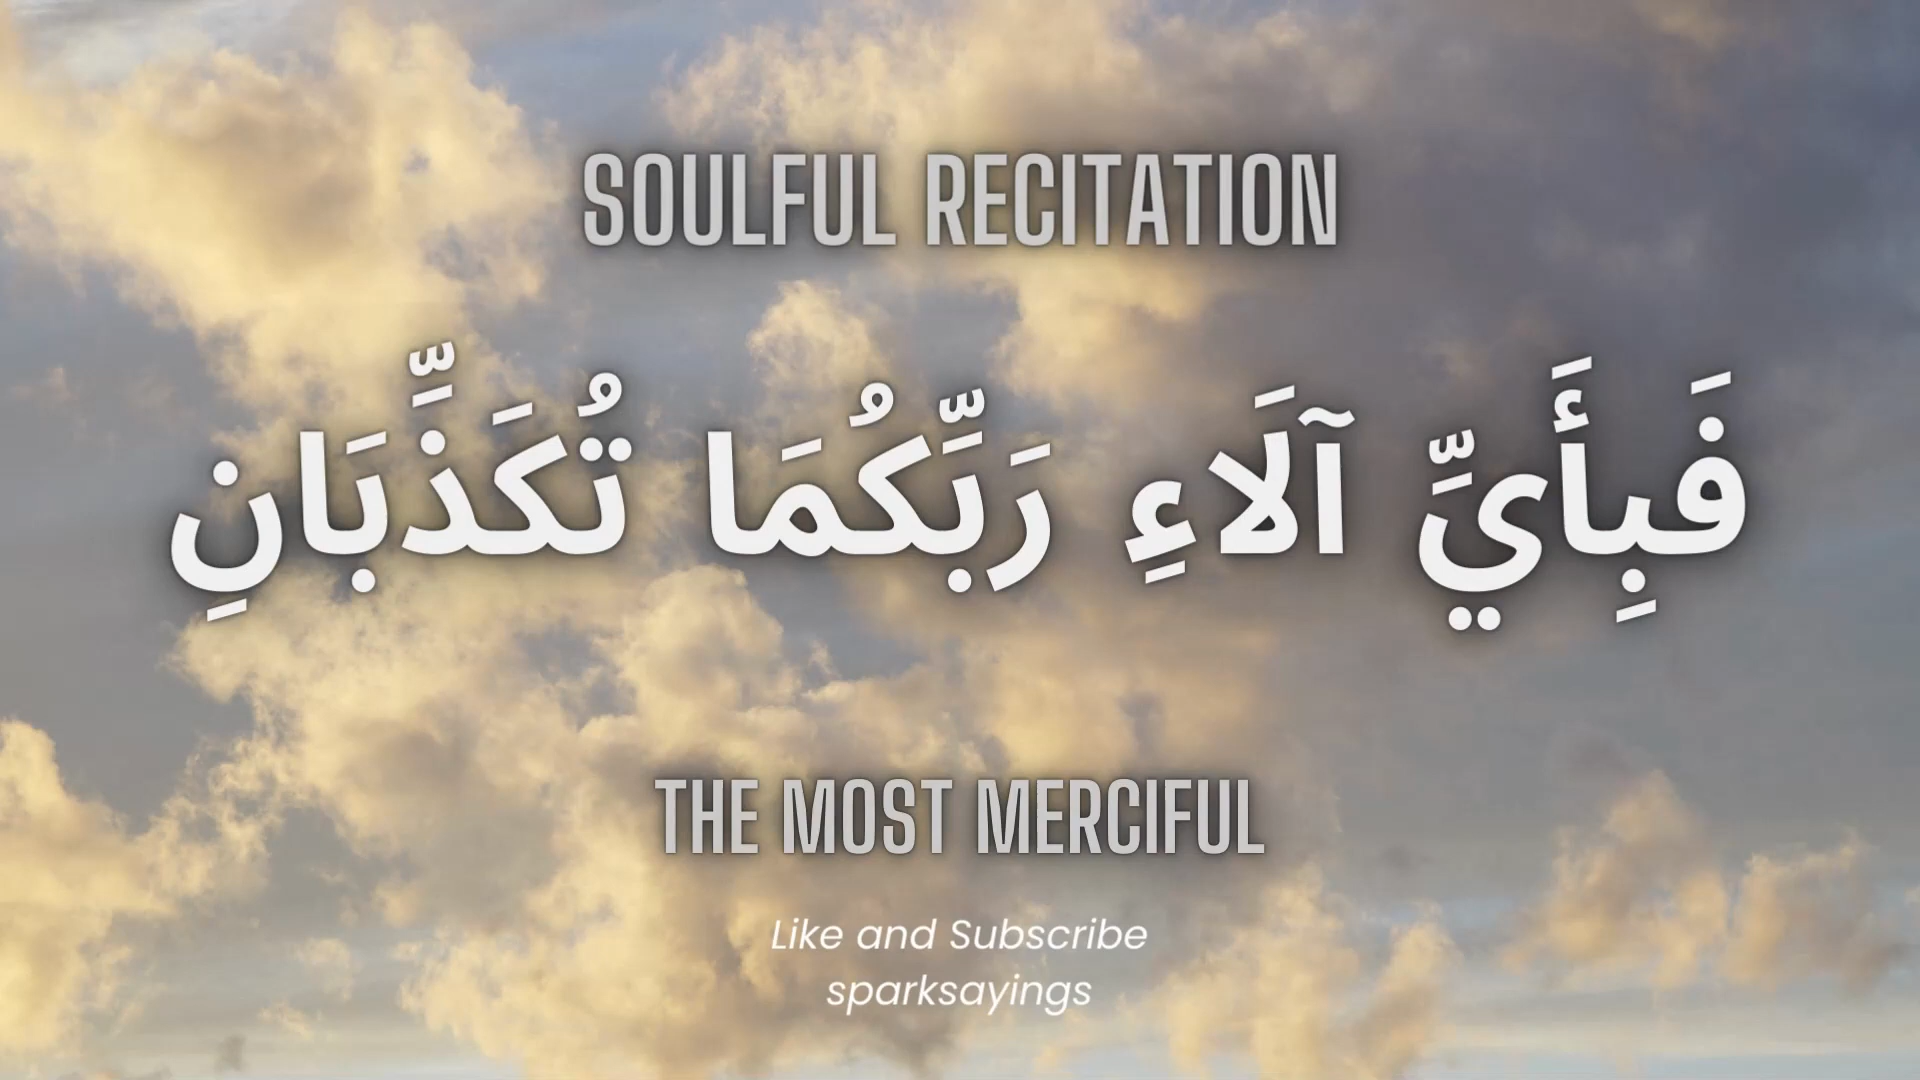 SOULFUL RECITATION
فَبِأَيِّ آلَاءِ رَبِّكُمَا تُكَذِّبَانِ
THE MOST MERCIFUL
Like and Subscribe
sparksayings